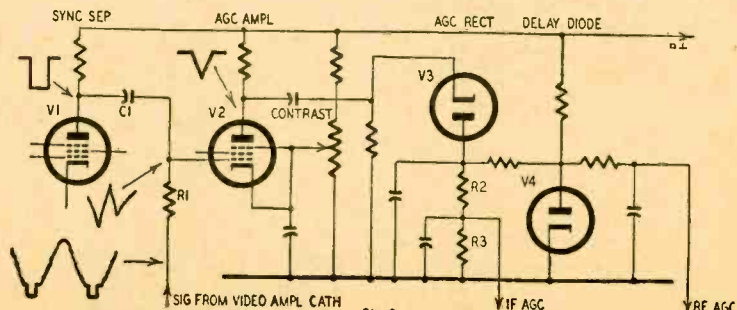 SYNC SEP
AGC AMPL
AGC RECT
DELAY DIODE
B+
V1
C1
V2
CONTRAST
V3
R1
R2
V4
R3
SIG FROM VIDEO AMPL CATH
IF AGC
RF AGC